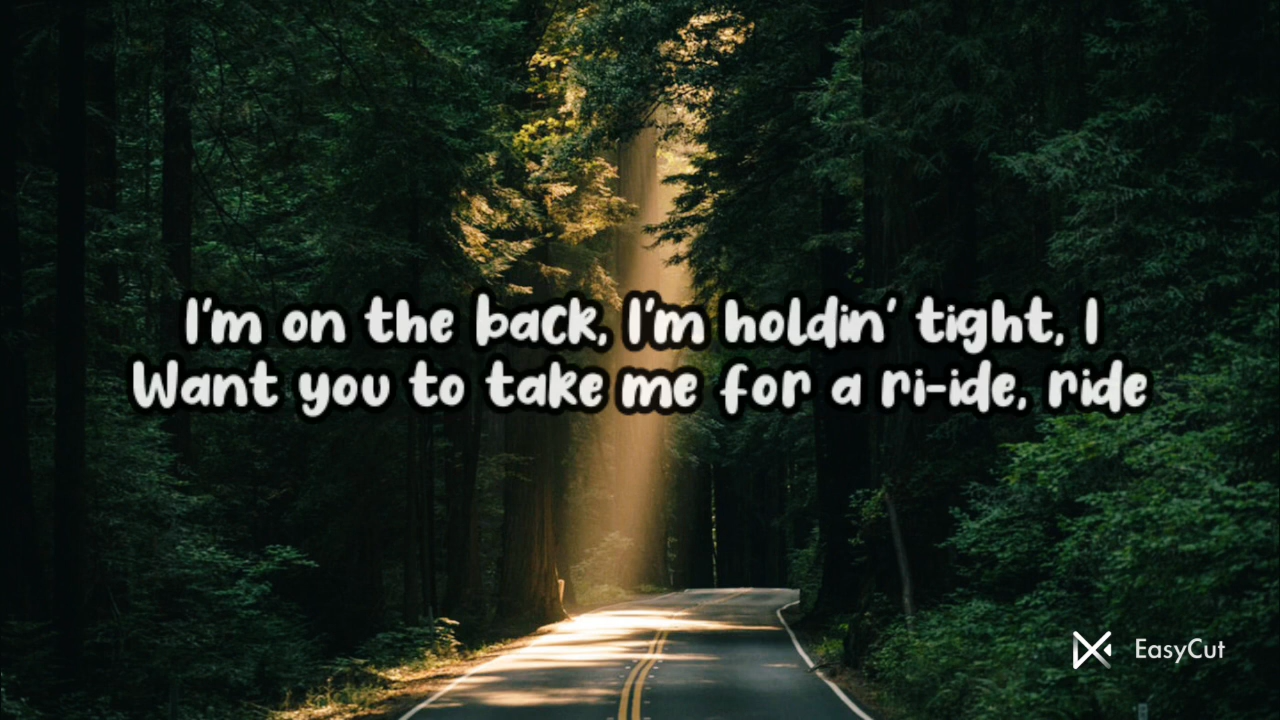 I'm on the back, I'm holdin' tight, I
Want you to take me for a ri-ide, ride
EasyCut